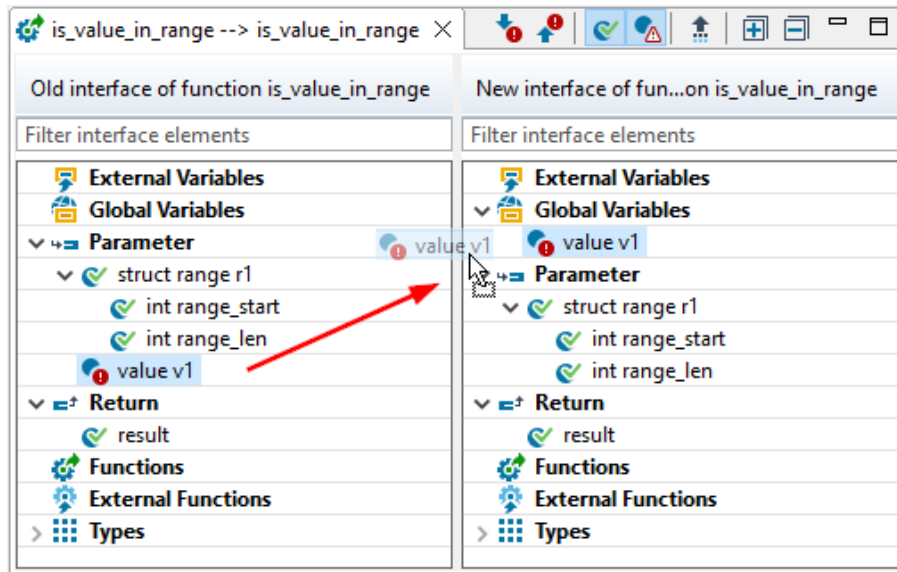 is_value_in_range --> is_value_in_range
Old interface of function is_value_in_range
Filter interface elements
External Variables
Global Variables
Parameter
struct range r1
int range_start
int range_len
value v1
Return
result
Functions
External Functions
Types
value v1
New interface of fun...on is_value_in_range
Filter interface elements
External Variables
Global Variables
value v1
Parameter
struct range r1
int range_start
int range_len
Return
result
Functions
External Functions
Types